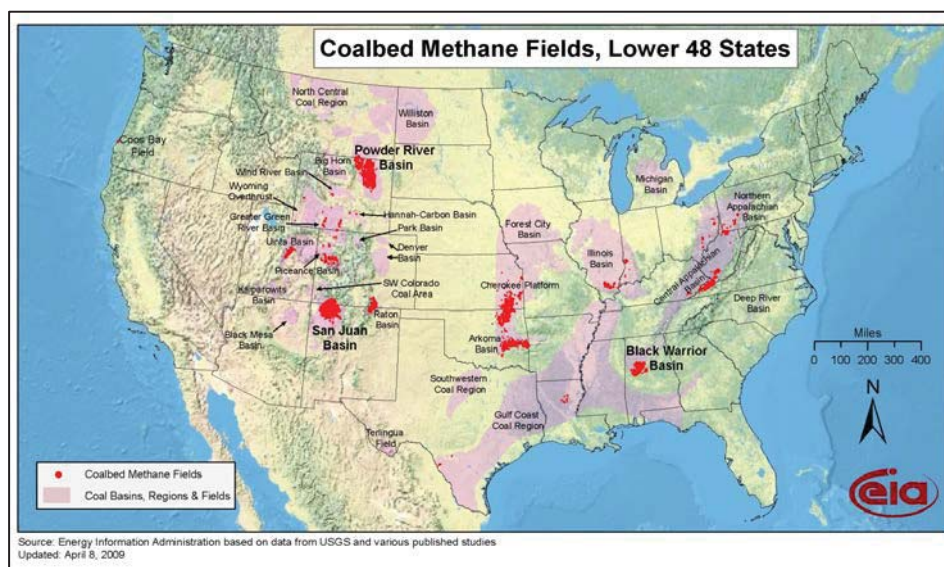 Coalbed Methane Fields, Lower 48 States
North Central
Coal Region
Williston
Basin
Coos Bay
Field
Powder River
Basin
Big Horn
Basin
Wind River Basin
Wyoming
Overthrust
Michigan
Basin
Northern
Appalachian
Basin
Greater Green
River Basin
Hannah-Carbon Basin
Park Basin
Forest City
Basin
Uinta Basin
Denver
Basin
Illinois
Basin
Piceance Basin
Central Appalachian
Basin
SW Colorado
Coal Area
Cherokee Platform
Kaiparowits
Basin
Deep River
Basin
Raton
Basin
San Juan
Basin
Black Mesa
Basin
Arkoma
Basin
Black Warrior
Basin
Miles
0 100 200 300 400
Southwestern
Coal Region
Gulf Coast
Coal Region
N
Terlingua
Field
Coalbed Methane Fields
Coal Basins, Regions & Fields
eia
Source: Energy Information Administration based on data from USGS and various published studies
Updated: April 8, 2009